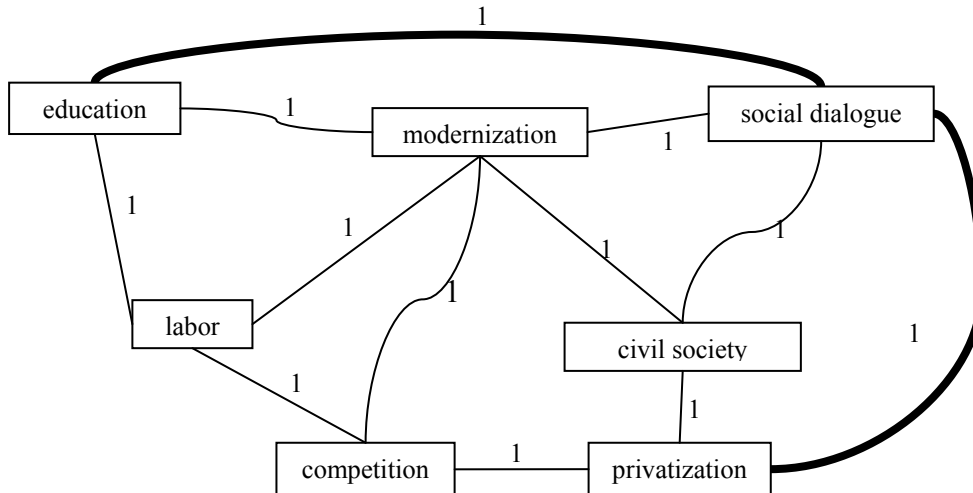 1
education
1
modernization
social dialogue
1
1
1
1
1
1
labor
civil society
1
1
1
competition
1
privatization